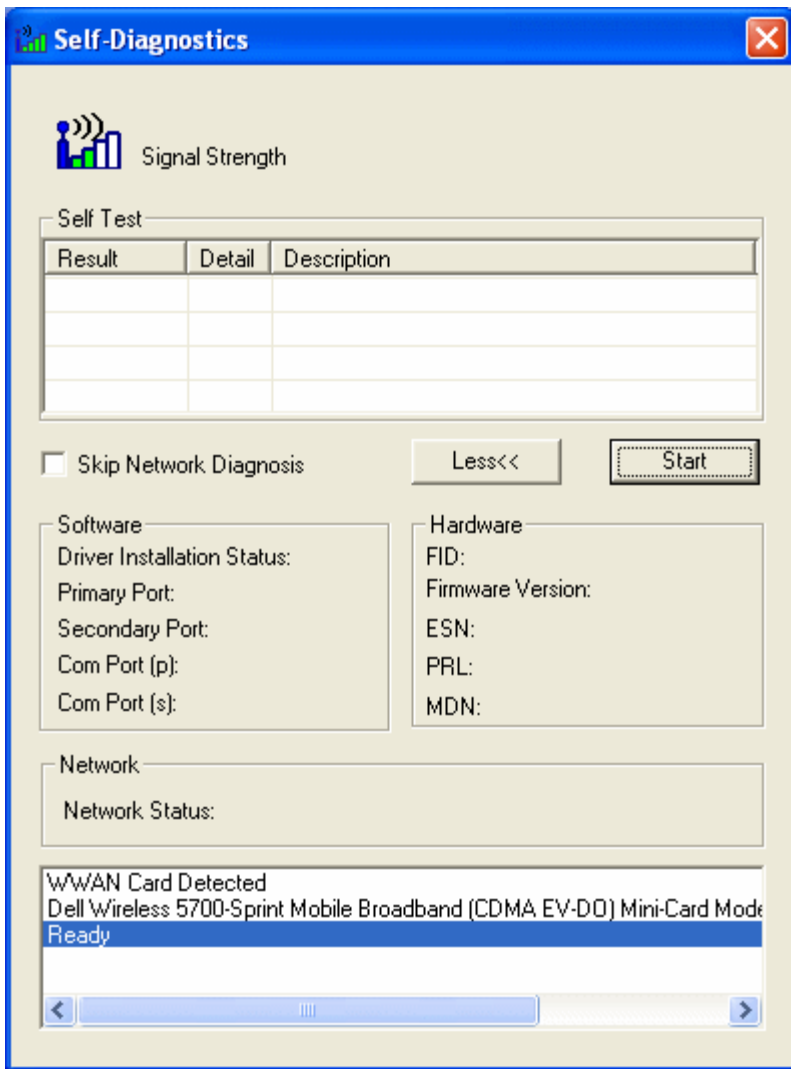 Self-Diagnostics
Signal Strength
Self Test
Result Detail Description
Skip Network Diagnosis Less<< Start
Software
Driver Installation Status:
Primary Port:
Secondary Port:
Com Port (p):
Com Port (s):
Hardware
FID:
Firmware Version:
ESN:
PRL:
MDN:
Network
Network Status:
WWAN Card Detected
Dell Wireless 5700-Sprint Mobile Broadband (CDMA EV-DO) Mini-Card Mode
Ready